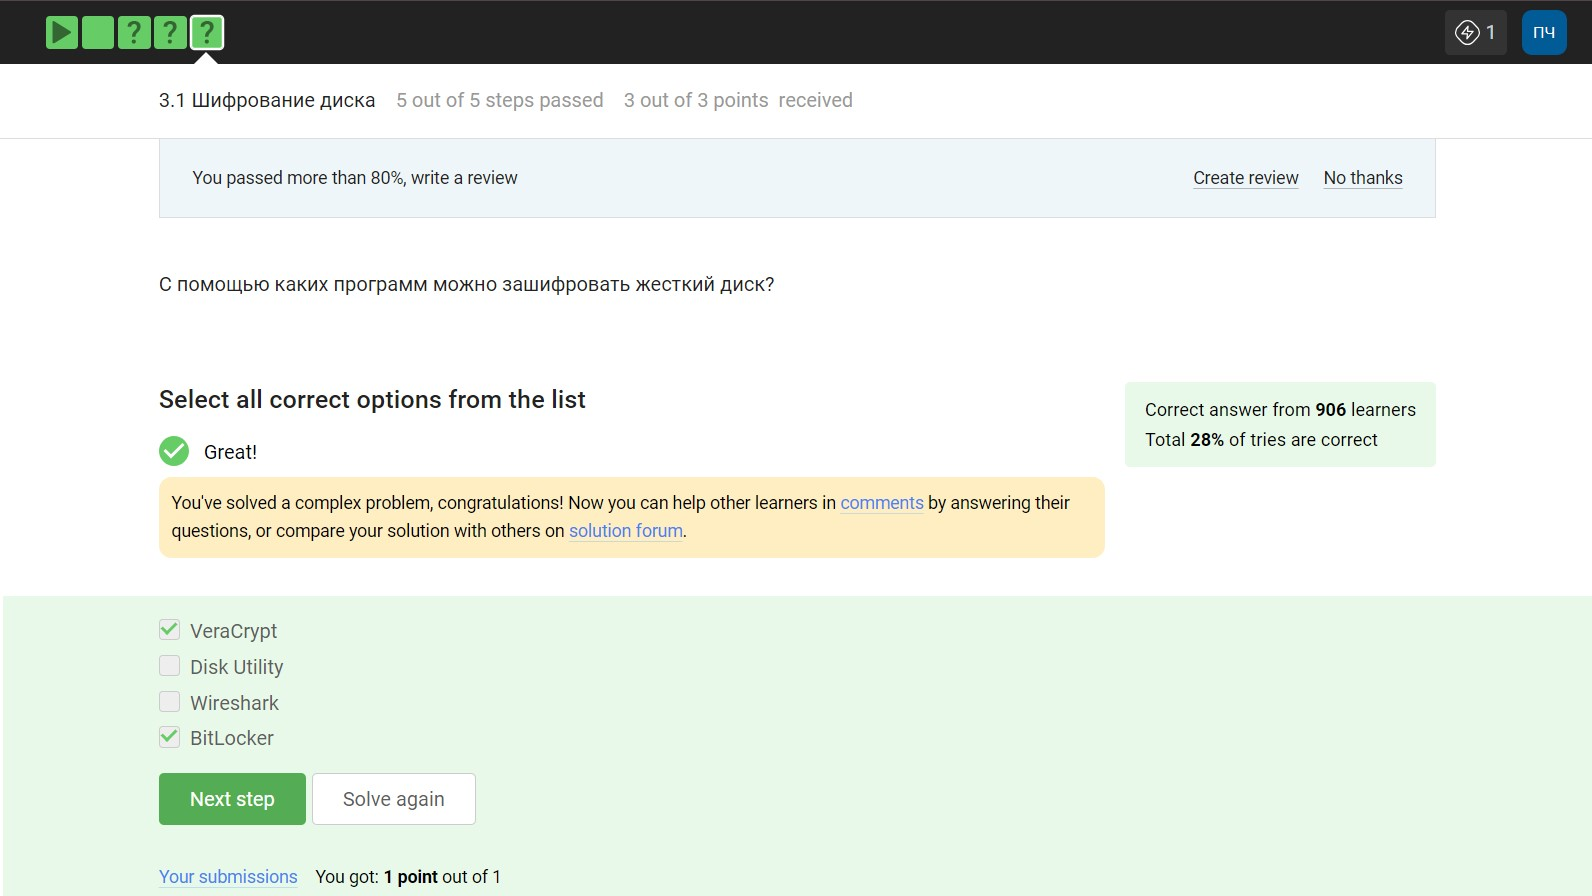 ? ? ?
1
ПЧ
3.1 Шифрование диска 5 out of 5 steps passed 3 out of 3 points received
You passed more than 80%, write a review Create review No thanks
С помощью каких программ можно зашифровать жесткий диск?
Select all correct options from the list
Correct answer from 906 learners
Total 28% of tries are correct
Great!
You've solved a complex problem, congratulations! Now you can help other learners in comments by answering their
questions, or compare your solution with others on solution forum.
VeraCrypt
Disk Utility
Wireshark
BitLocker
Next step Solve again
Your submissions You got: 1 point out of 1